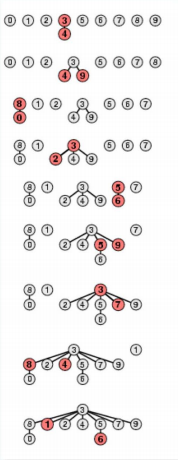 0 1 2 3 5 6 7 8 9
4
0 1 2 3 5 6 7 8
4 9
8 1 2 3 5 6 7
0 4 9
8 1 3 5 6 7
0 2 4 9
8 1 3 5 7
0 2 4 9 6
8 1 3 7
0 2 4 5 9
6
8 1 3
0 2 4 5 7 9
6
3 1
8 2 4 5 7 9
0 6
3
8 1 2 4 5 7 9
0 6